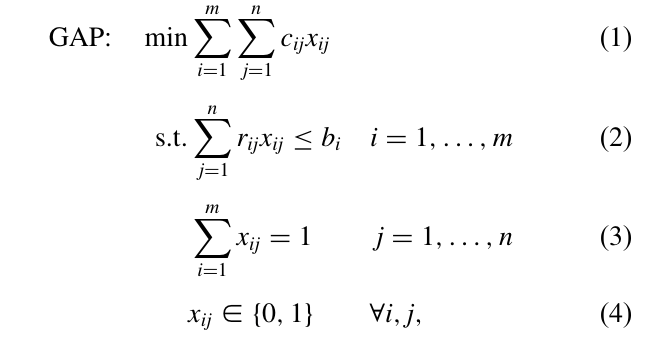 GAP: min ∑_{i=1}^{m} ∑_{j=1}^{n} c_{ij}x_{ij} (1)
s.t. ∑_{j=1}^{n} r_{ij}x_{ij} ≤ b_i i = 1, . . . , m (2)
∑_{i=1}^{m} x_{ij} = 1 j = 1, . . . , n (3)
x_{ij} ∈ {0, 1} ∀i, j, (4)